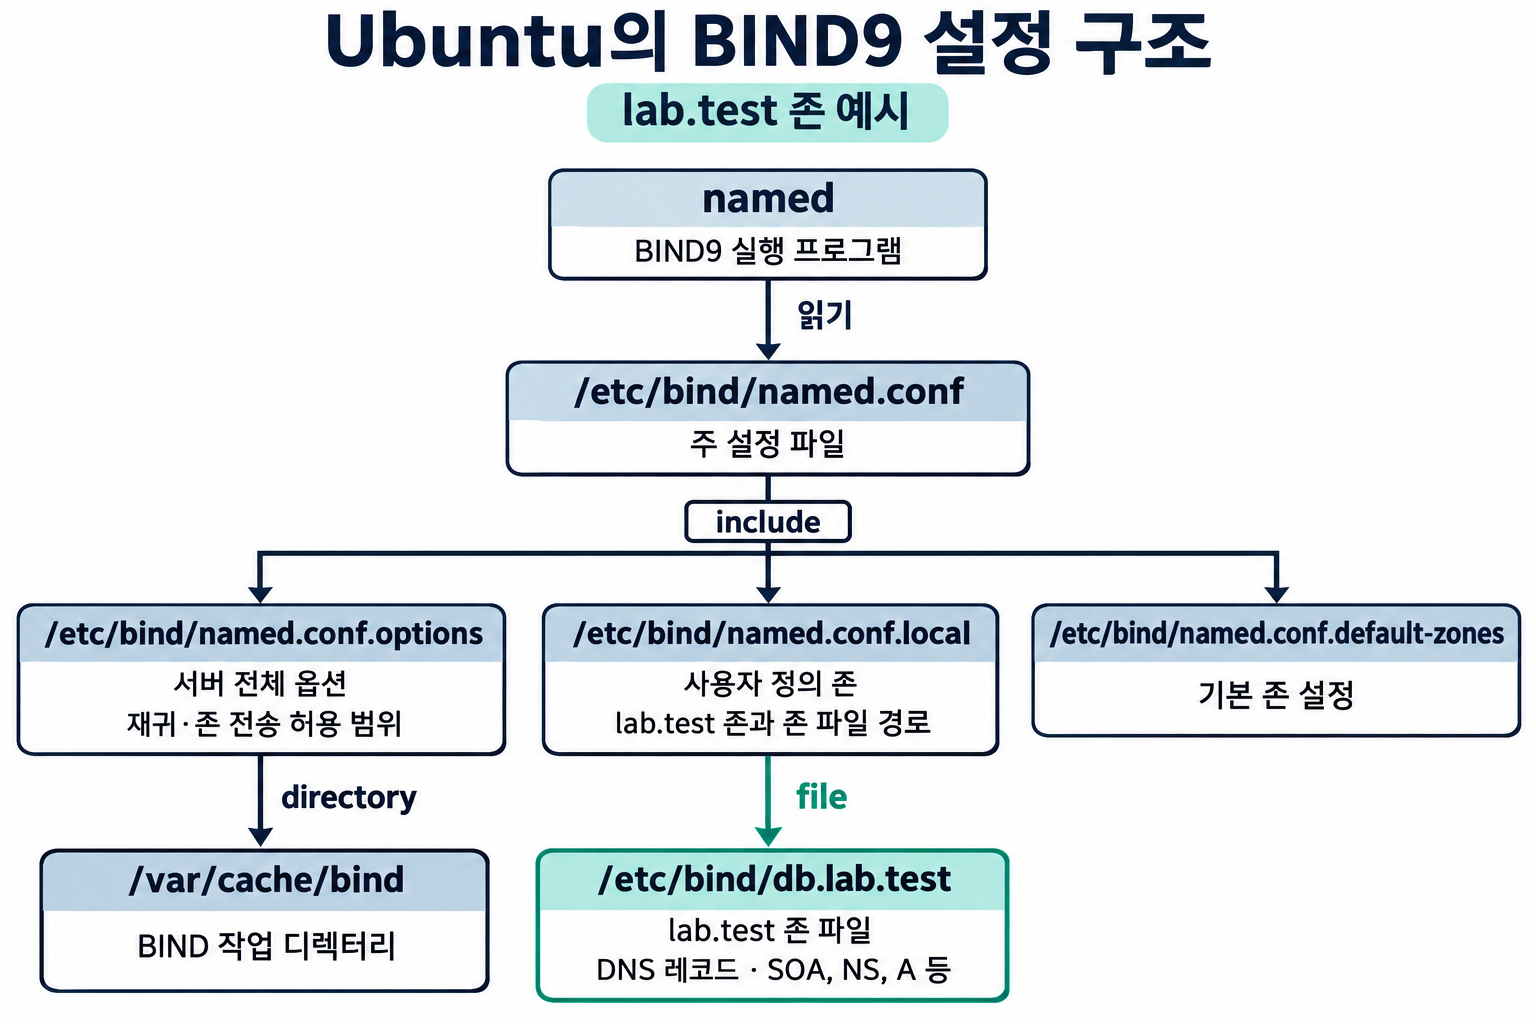 Ubuntu의 BIND9 설정 구조
lab.test 존 예시
named
BIND9 실행 프로그램
읽기
/etc/bind/named.conf
주 설정 파일
include
/etc/bind/named.conf.options
서버 전체 옵션
재귀·존 전송 허용 범위
/etc/bind/named.conf.local
사용자 정의 존
lab.test 존과 존 파일 경로
/etc/bind/named.conf.default-zones
기본 존 설정
directory
file
/var/cache/bind
BIND 작업 디렉터리
/etc/bind/db.lab.test
lab.test 존 파일
DNS 레코드 · SOA, NS, A 등